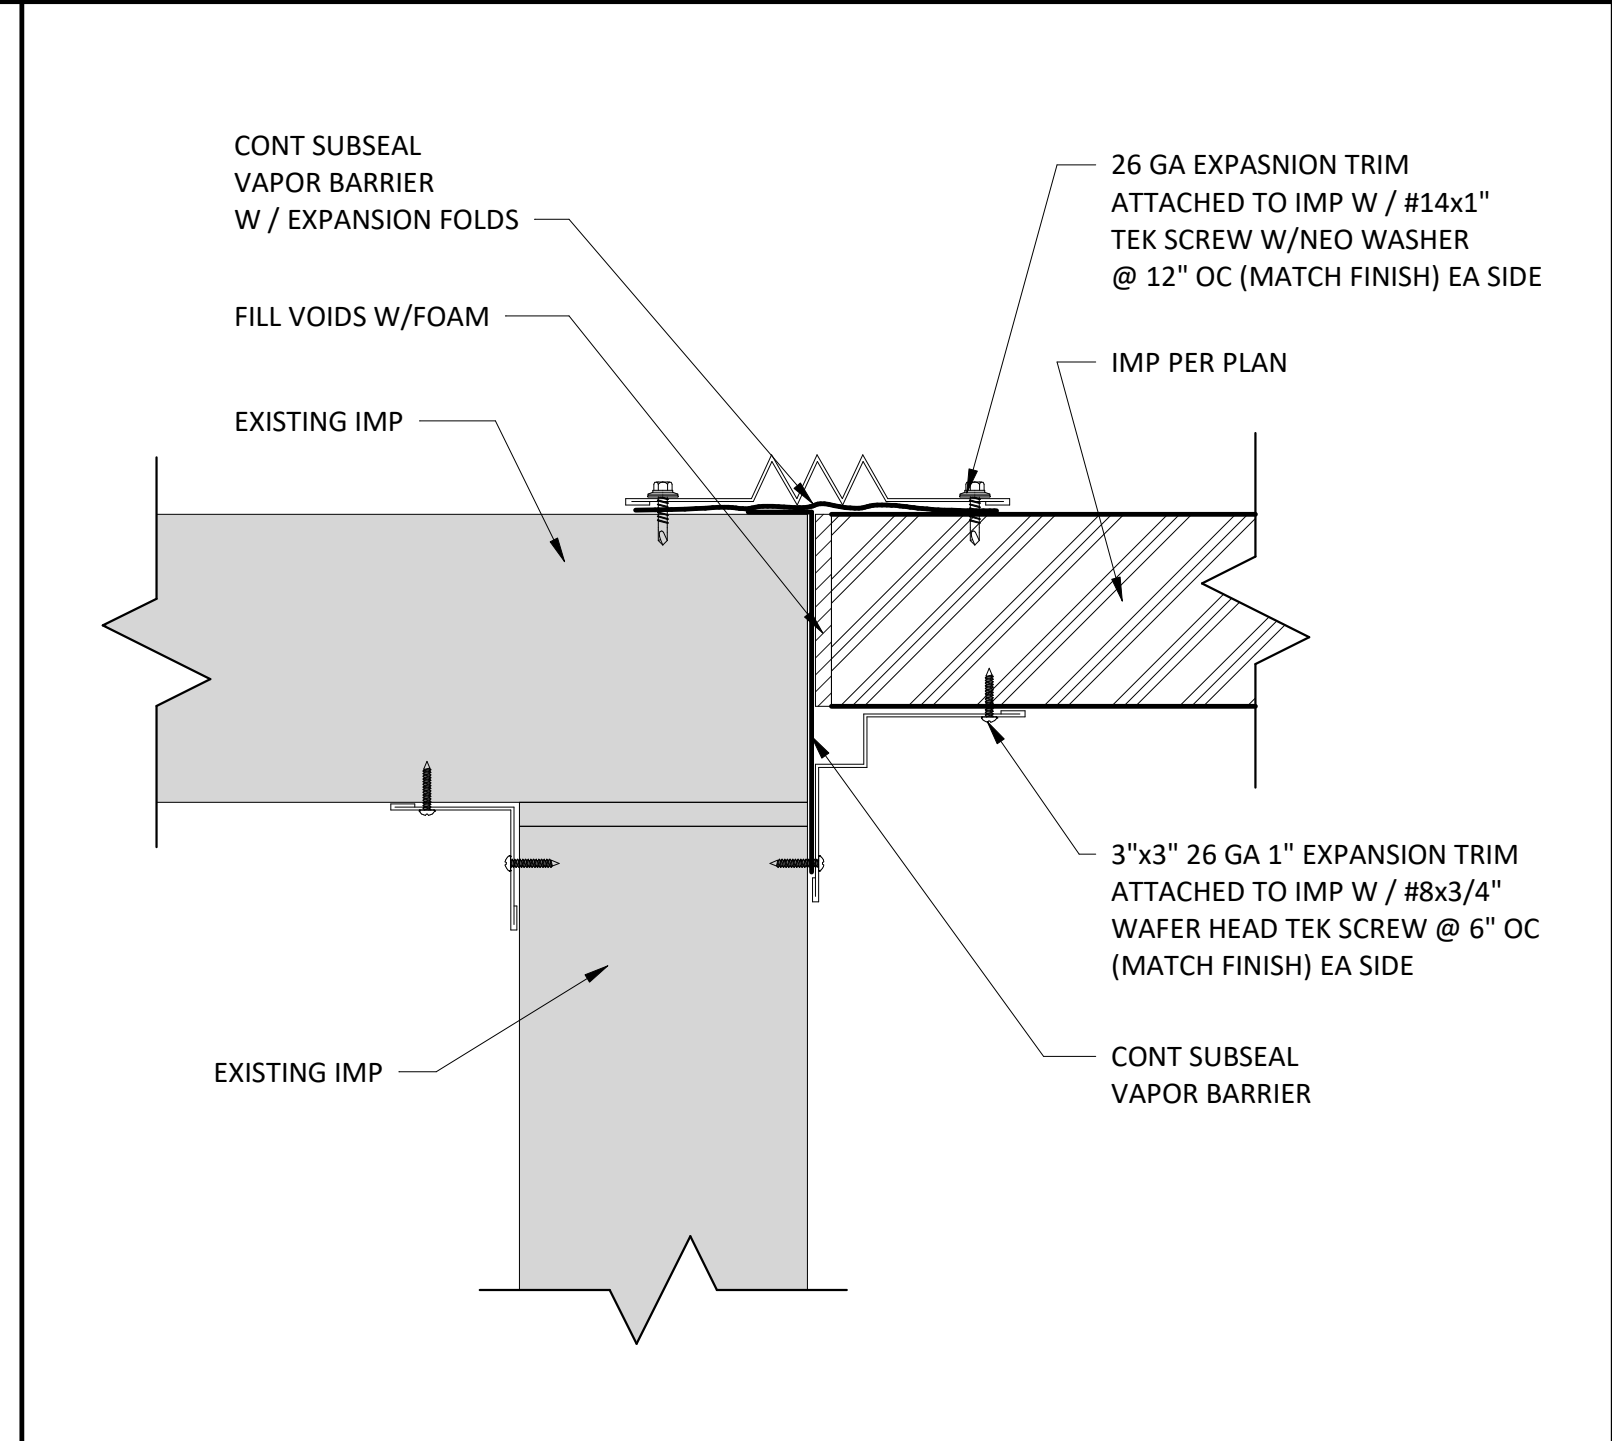 CONT SUBSEAL
VAPOR BARRIER
W / EXPANSION FOLDS
FILL VOIDS W/FOAM
EXISTING IMP
EXISTING IMP
26 GA EXPASNION TRIM
ATTACHED TO IMP W / #14x1"
TEK SCREW W/NEO WASHER
@ 12" OC (MATCH FINISH) EA SIDE
IMP PER PLAN
3"x3" 26 GA 1" EXPANSION TRIM
ATTACHED TO IMP W / #8x3/4"
WAFER HEAD TEK SCREW @ 6" OC
(MATCH FINISH) EA SIDE
CONT SUBSEAL
VAPOR BARRIER